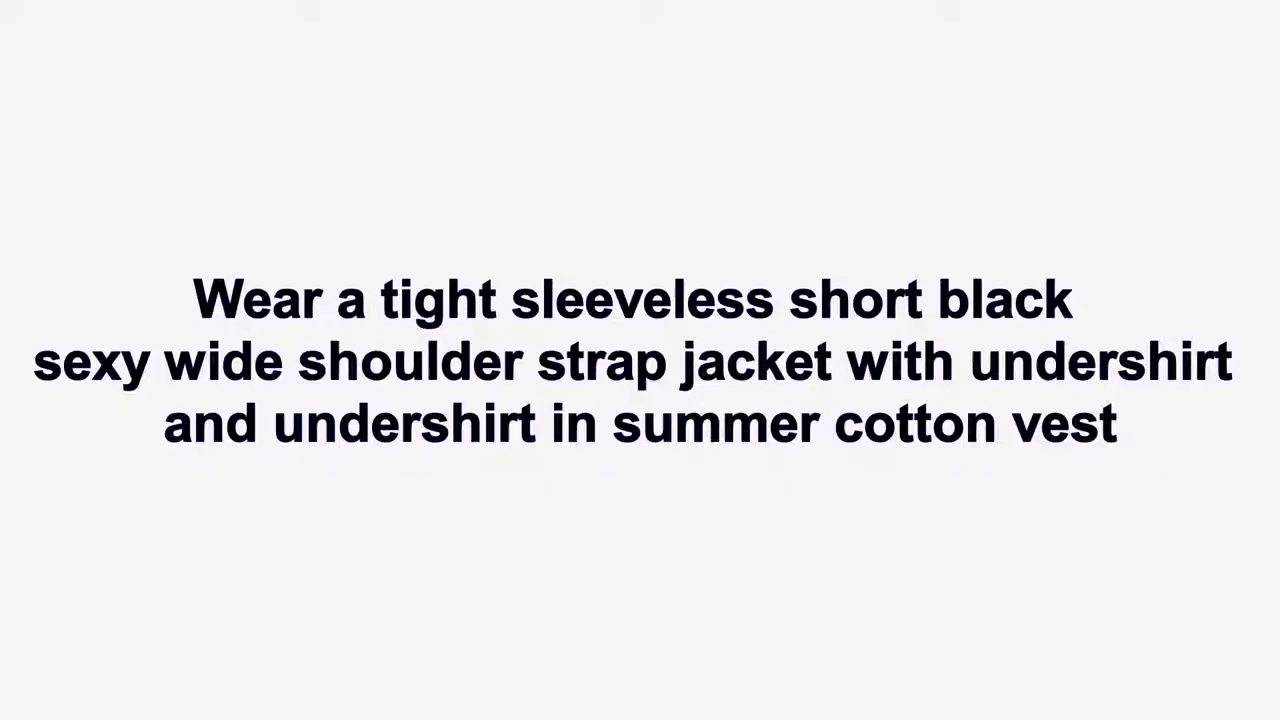 Wear a tight sleeveless short black
sexy wide shoulder strap jacket with undershirt
and undershirt in summer cotton vest